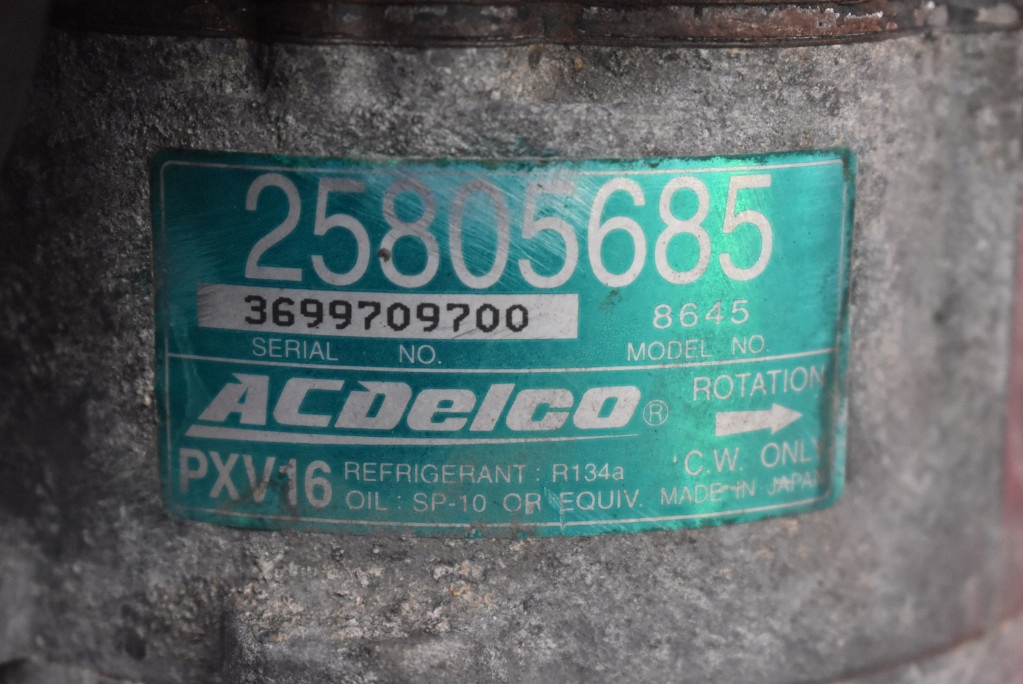 25805685
3699709700 8645
SERIAL NO. MODEL NO.
ACDelco® ROTATION
C.W. ONLY
PXV16 REFRIGERANT : R134a
OIL : SP-10 OR EQUIV. MADE IN JAPAN